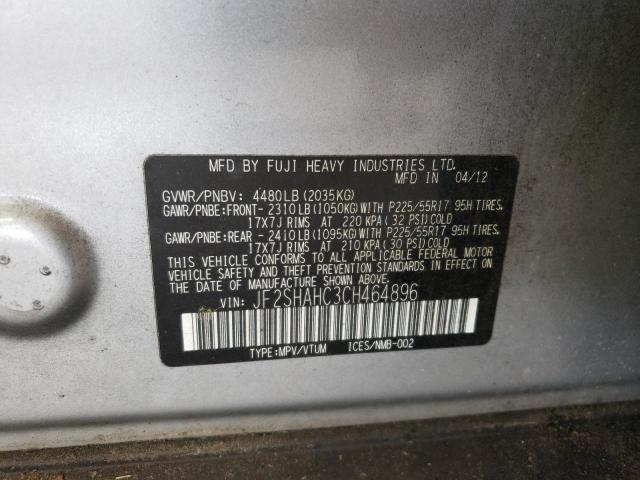 MFD BY FUJI HEAVY INDUSTRIES LTD.
MFD IN 04/12
GVWR/PNBV: 4480LB(2035KG)
GAWR/PNBE:FRONT-2310LB(1050KG)WITH P225/55R17 95H TIRES,
17X7J RIMS AT 220 KPA(32 PSI)COLD
GAWR/PNBE:REAR -2410LB(1095KG)WITH P225/55R17 95H TIRES,
17X7J RIMS AT 210 KPA(30 PSI)COLD
THIS VEHICLE CONFORMS TO ALL APPLICABLE FEDERAL MOTOR
VEHICLE SAFETY AND THEFT PREVENTION STANDARDS IN EFFECT ON
THE DATE OF MANUFACTURE SHOWN ABOVE.
VIN: JF2SHAHC3CH464896
TYPE:MPV/VTUM ICES/NMB-002